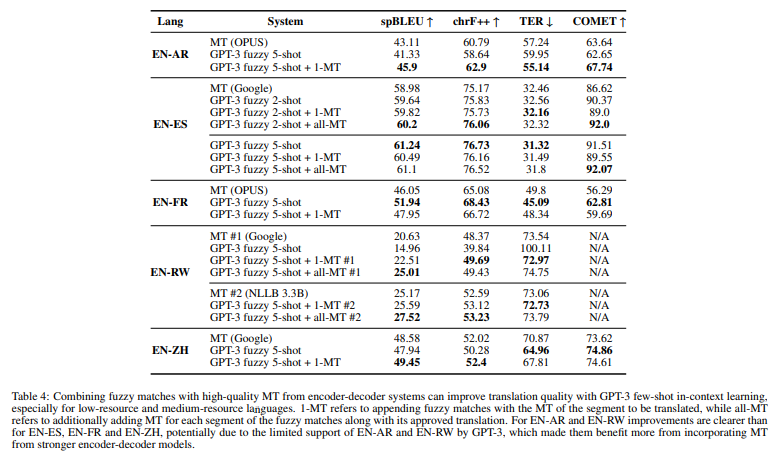 Lang System spBLEU ↑ chrF++ ↑ TER ↓ COMET ↑
MT (OPUS) 43.11 60.79 57.24 63.64
EN-AR GPT-3 fuzzy 5-shot 41.33 58.64 59.95 62.65
GPT-3 fuzzy 5-shot + 1-MT 45.9 62.9 55.14 67.74
MT (Google) 58.98 75.17 32.46 86.62
GPT-3 fuzzy 2-shot 59.64 75.83 32.56 90.37
GPT-3 fuzzy 2-shot + 1-MT 59.82 75.73 32.16 89.0
EN-ES GPT-3 fuzzy 2-shot + all-MT 60.2 76.06 32.32 92.0
GPT-3 fuzzy 5-shot 61.24 76.73 31.32 91.51
GPT-3 fuzzy 5-shot + 1-MT 60.49 76.16 31.49 89.55
GPT-3 fuzzy 5-shot + all-MT 61.1 76.52 31.8 92.07
MT (OPUS) 46.05 65.08 49.8 56.29
EN-FR GPT-3 fuzzy 5-shot 51.94 68.43 45.09 62.81
GPT-3 fuzzy 5-shot + 1-MT 47.95 66.72 48.34 59.69
MT #1 (Google) 20.63 48.37 73.54 N/A
GPT-3 fuzzy 5-shot 14.96 39.84 100.11 N/A
GPT-3 fuzzy 5-shot + 1-MT #1 22.51 49.69 72.97 N/A
EN-RW GPT-3 fuzzy 5-shot + all-MT #1 25.01 49.43 74.75 N/A
MT #2 (NLLB 3.3B) 25.17 52.59 73.06 N/A
GPT-3 fuzzy 5-shot + 1-MT #2 25.59 53.12 72.73 N/A
GPT-3 fuzzy 5-shot + all-MT #2 27.52 53.23 73.79 N/A
MT (Google) 48.58 52.02 70.87 73.62
EN-ZH GPT-3 fuzzy 5-shot 47.94 50.28 64.96 74.86
GPT-3 fuzzy 5-shot + 1-MT 49.45 52.4 67.81 74.61
Table 4: Combining fuzzy matches with high-quality MT from encoder-decoder systems can improve translation quality with GPT-3 few-shot in-context learning,
especially for low-resource and medium-resource languages. 1-MT refers to appending fuzzy matches with the MT of the segment to be translated, while all-MT
refers to additionally adding MT for each segment of the fuzzy matches along with its approved translation. For EN-AR and EN-RW improvements are clearer than
for EN-ES, EN-FR and EN-ZH, potentially due to the limited support of EN-AR and EN-RW by GPT-3, which made them benefit more from incorporating MT
from stronger encoder-decoder models.